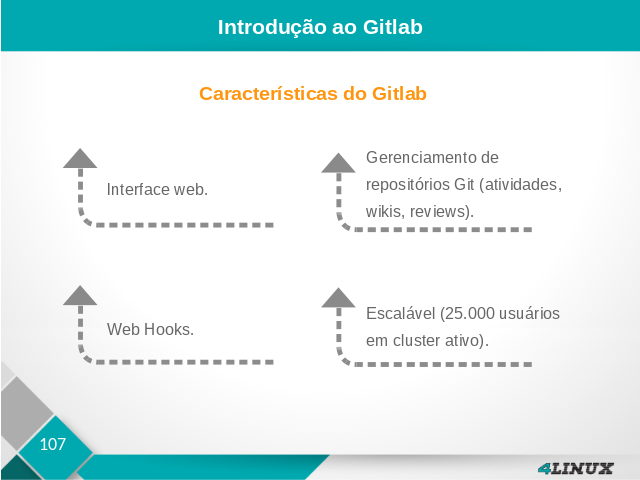 Introdução ao Gitlab
Características do Gitlab
Interface web.
Gerenciamento de
repositórios Git (atividades,
wikis, reviews).
Web Hooks.
Escalável (25.000 usuários
em cluster ativo).
107
4LINUX